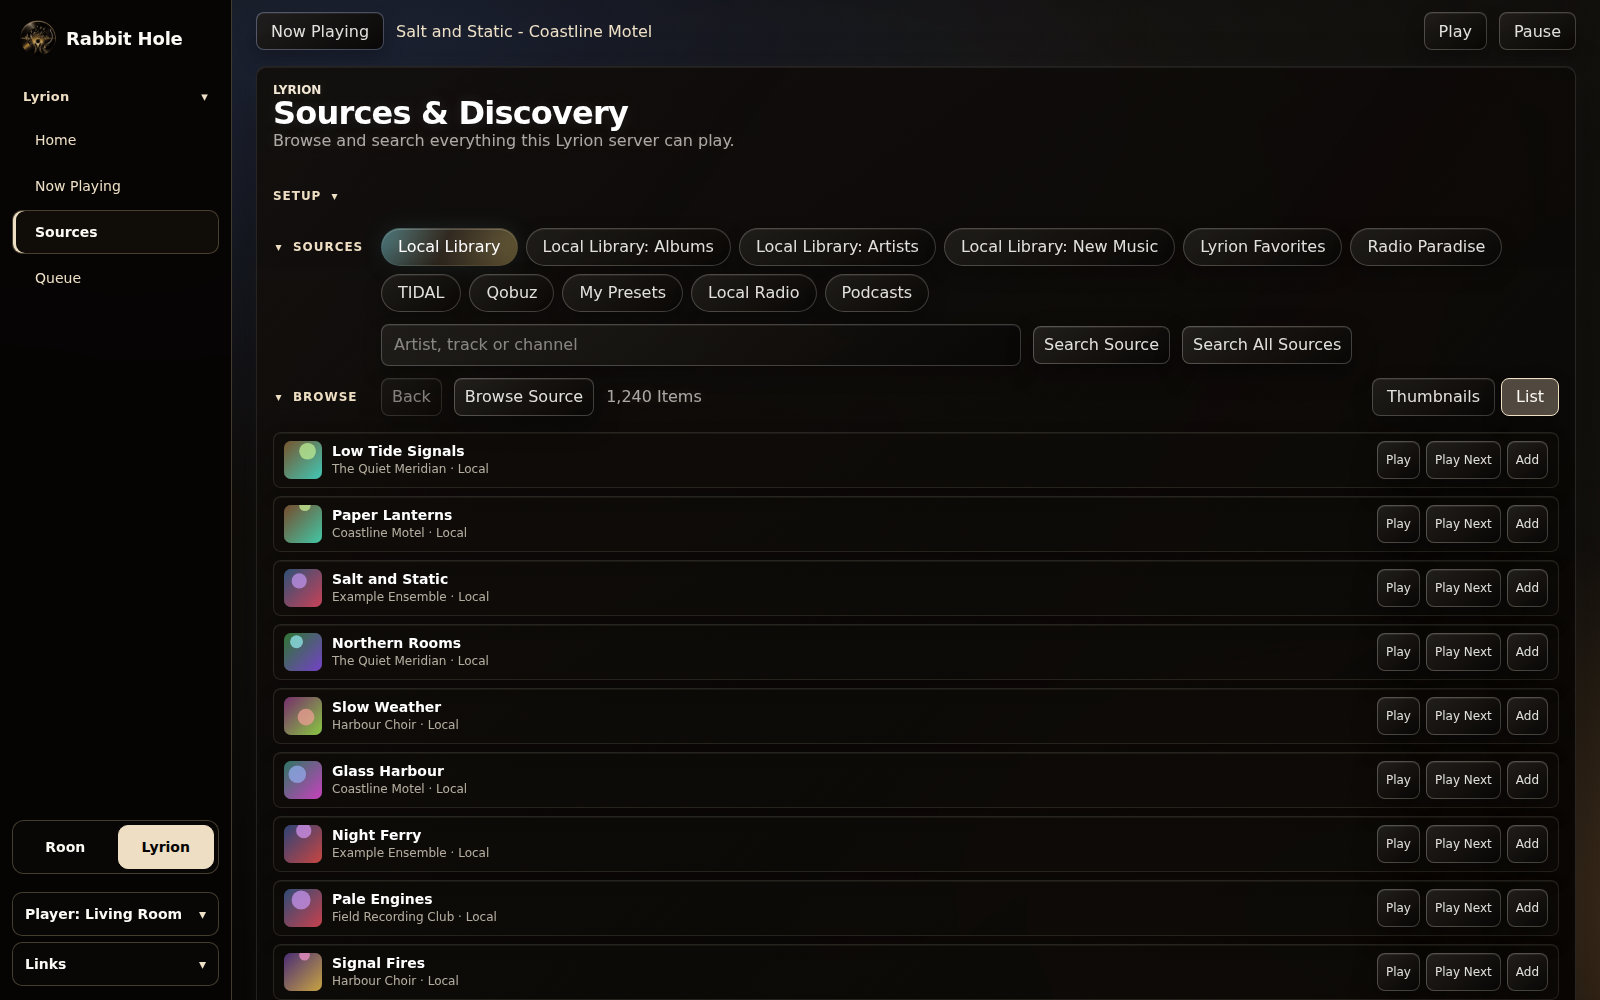 Rabbit Hole
Lyrion ▾
Home
Now Playing
Sources
Queue
Roon Lyrion
Player: Living Room ▾
Links ▾
Now Playing Salt and Static - Coastline Motel Play Pause
LYRION
Sources & Discovery
Browse and search everything this Lyrion server can play.
SETUP ▾
▾ SOURCES Local Library Local Library: Albums Local Library: Artists Local Library: New Music Lyrion Favorites Radio Paradise
TIDAL Qobuz My Presets Local Radio Podcasts
Artist, track or channel Search Source Search All Sources
▾ BROWSE Back Browse Source 1,240 Items Thumbnails List
Low Tide Signals
The Quiet Meridian · Local
Play Play Next Add
Paper Lanterns
Coastline Motel · Local
Play Play Next Add
Salt and Static
Example Ensemble · Local
Play Play Next Add
Northern Rooms
The Quiet Meridian · Local
Play Play Next Add
Slow Weather
Harbour Choir · Local
Play Play Next Add
Glass Harbour
Coastline Motel · Local
Play Play Next Add
Night Ferry
Example Ensemble · Local
Play Play Next Add
Pale Engines
Field Recording Club · Local
Play Play Next Add
Signal Fires
Harbour Choir · Local
Play Play Next Add